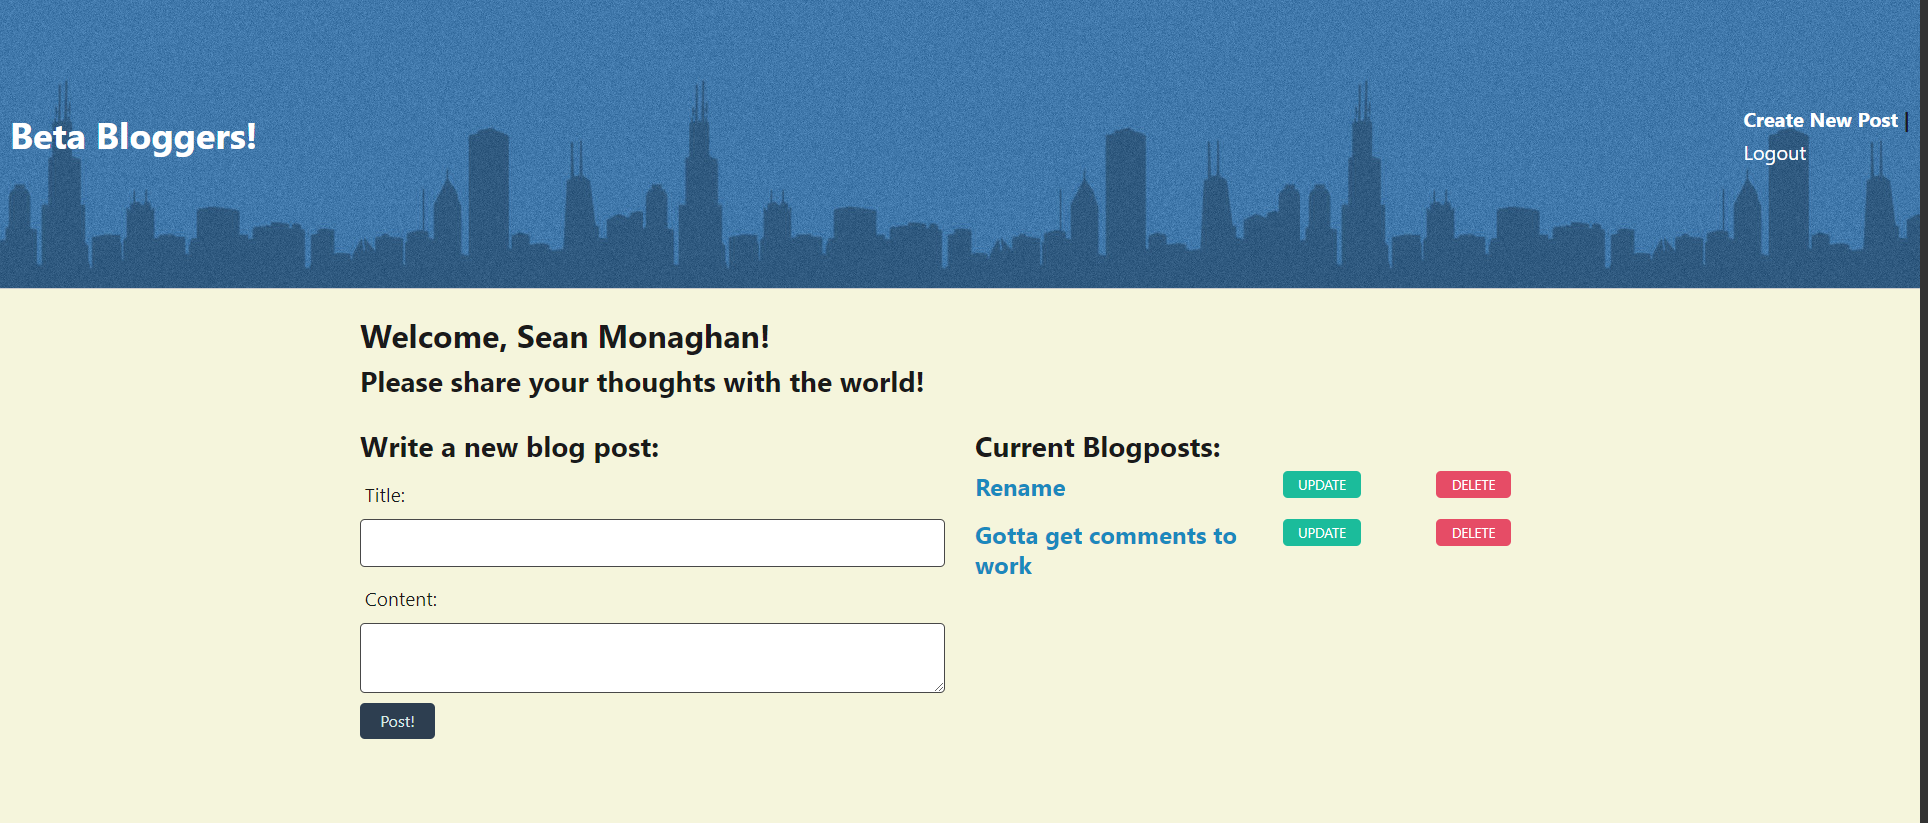 Beta Bloggers!
Create New Post |
Logout
Welcome, Sean Monaghan!
Please share your thoughts with the world!
Write a new blog post:
Title:
Content:
Post!
Current Blogposts:
Rename UPDATE DELETE
Gotta get comments to UPDATE DELETE
work